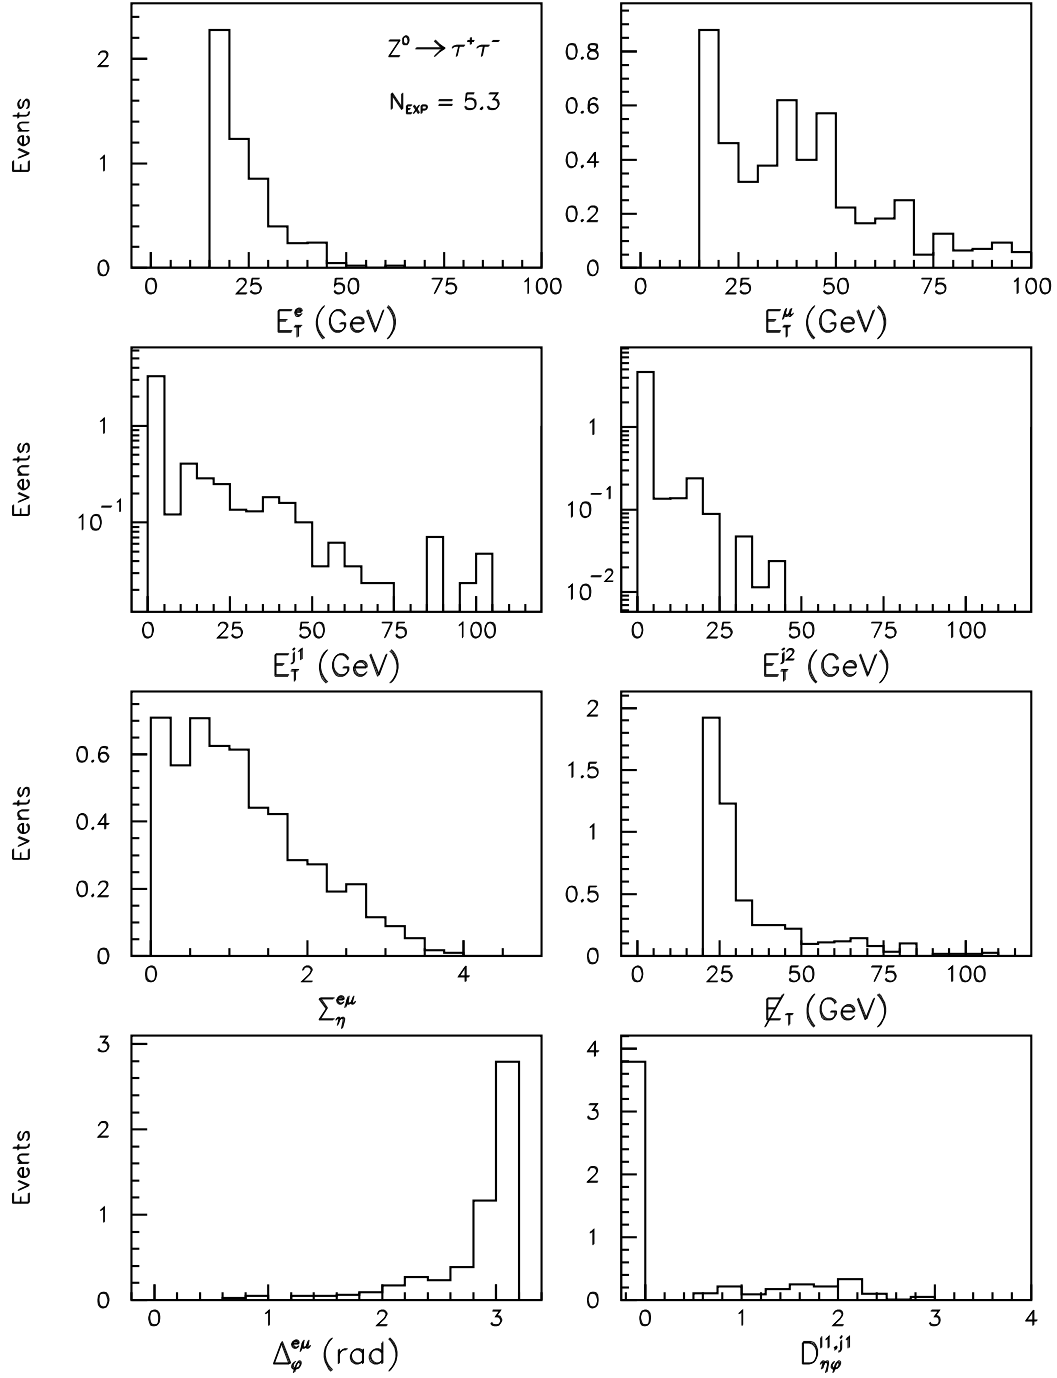 Events
2
1
0
Z⁰ → τ⁺τ⁻
N_EXP = 5.3
0 25 50 75 100
E_T^e (GeV)
0.8
0.6
0.4
0.2
0
0 25 50 75 100
E_T^μ (GeV)
Events
1
10⁻¹
0 25 50 75 100
E_T^j1 (GeV)
1
10⁻¹
10⁻²
0 25 50 75 100
E_T^j2 (GeV)
Events
0.6
0.4
0.2
0
0 2 4
Σ_η^eμ
2
1.5
1
0.5
0
0 25 50 75 100
E̸_T (GeV)
Events
3
2
1
0
0 1 2 3
Δ_φ^eμ (rad)
4
3
2
1
0
0 1 2 3 4
D_ηφ^l1,j1